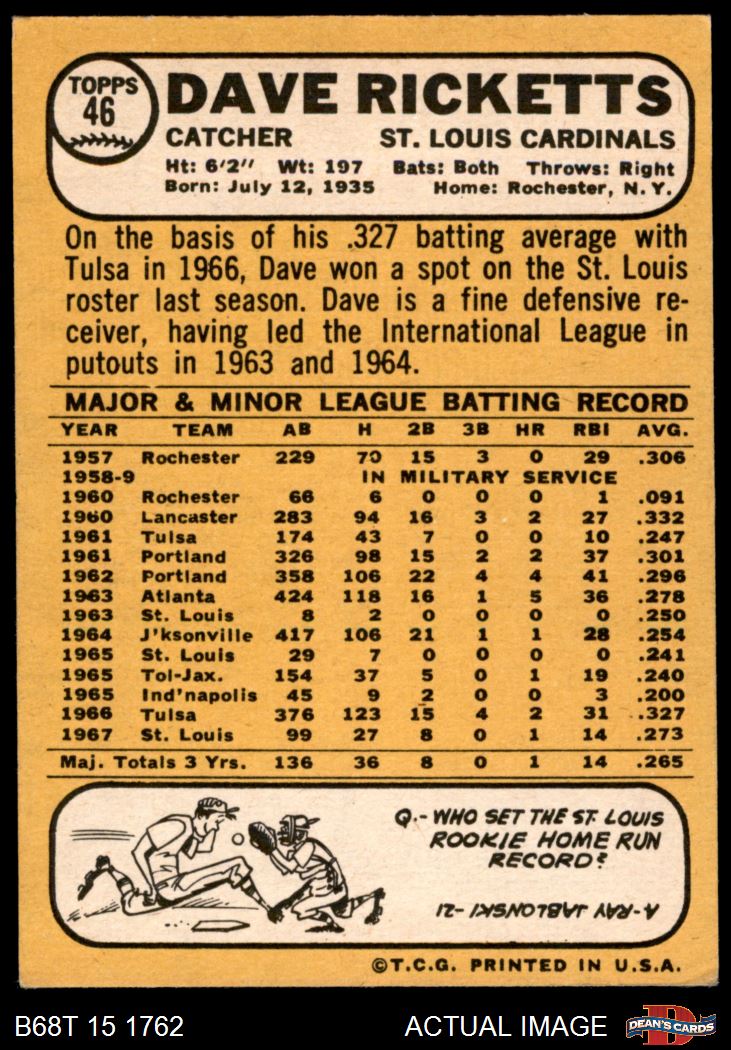 TOPPS
46
DAVE RICKETTS
CATCHER ST. LOUIS CARDINALS
Ht: 6'2" Wt: 197 Bats: Both Throws: Right
Born: July 12, 1935 Home: Rochester, N.Y.
On the basis of his .327 batting average with
Tulsa in 1966, Dave won a spot on the St. Louis
roster last season. Dave is a fine defensive re-
ceiver, having led the International League in
putouts in 1963 and 1964.
MAJOR & MINOR LEAGUE BATTING RECORD
YEAR TEAM AB H 2B 3B HR RBI AVG.
1957 Rochester 229 70 15 3 0 29 .306
1958-9 IN MILITARY SERVICE
1960 Rochester 66 6 0 0 0 1 .091
1960 Lancaster 283 94 16 3 2 27 .332
1961 Tulsa 174 43 7 0 0 10 .247
1961 Portland 326 98 15 2 2 37 .301
1962 Portland 358 106 22 4 4 41 .296
1963 Atlanta 424 118 16 1 5 36 .278
1963 St. Louis 8 2 0 0 0 0 .250
1964 J'ksonville 417 106 21 1 1 28 .254
1965 St. Louis 29 7 0 0 0 0 .241
1965 Tol-Jax. 154 37 5 0 1 19 .240
1965 Ind'napolis 45 9 2 0 0 3 .200
1966 Tulsa 376 123 15 4 2 31 .327
1967 St. Louis 99 27 8 0 1 14 .273
Maj. Totals 3 Yrs. 136 36 8 0 1 14 .265
Q.- WHO SET THE ST. LOUIS
ROOKIE HOME RUN
RECORD?
A-RAY JABLONSKI -21
©T.C.G. PRINTED IN U.S.A.
B68T 15 1762 ACTUAL IMAGE
D
DEAN'S CARDS